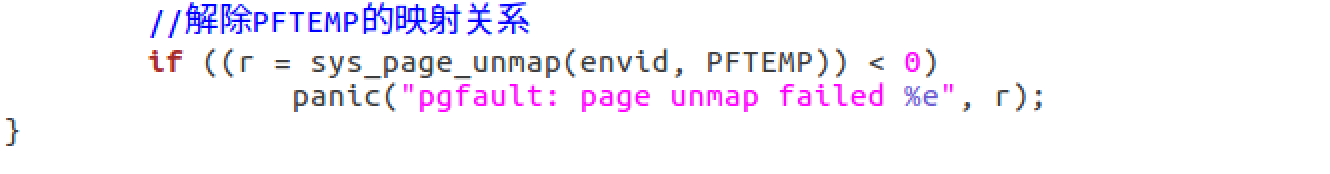 //解除PFTEMP的映射关系
if ((r = sys_page_unmap(envid, PFTEMP)) < 0)
panic("pgfault: page unmap failed %e", r);
}